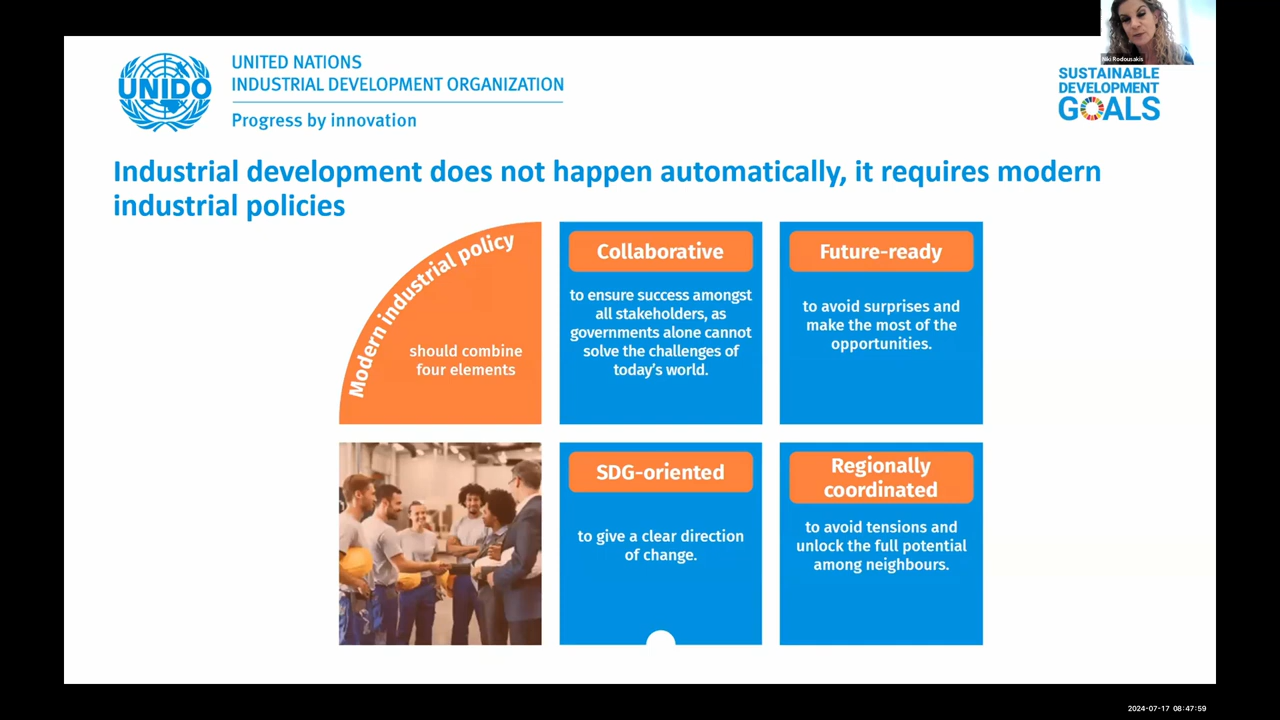 UNIDO
UNITED NATIONS
INDUSTRIAL DEVELOPMENT ORGANIZATION
Progress by innovation
Niki Rodousakis
SUSTAINABLE
DEVELOPMENT
GOALS
Industrial development does not happen automatically, it requires modern
industrial policies
Modern industrial policy
should combine
four elements
Collaborative
to ensure success amongst
all stakeholders, as
governments alone cannot
solve the challenges of
today's world.
Future-ready
to avoid surprises and
make the most of the
opportunities.
SDG-oriented
to give a clear direction
of change.
Regionally
coordinated
to avoid tensions and
unlock the full potential
among neighbours.
2024-07-17 08:47:59